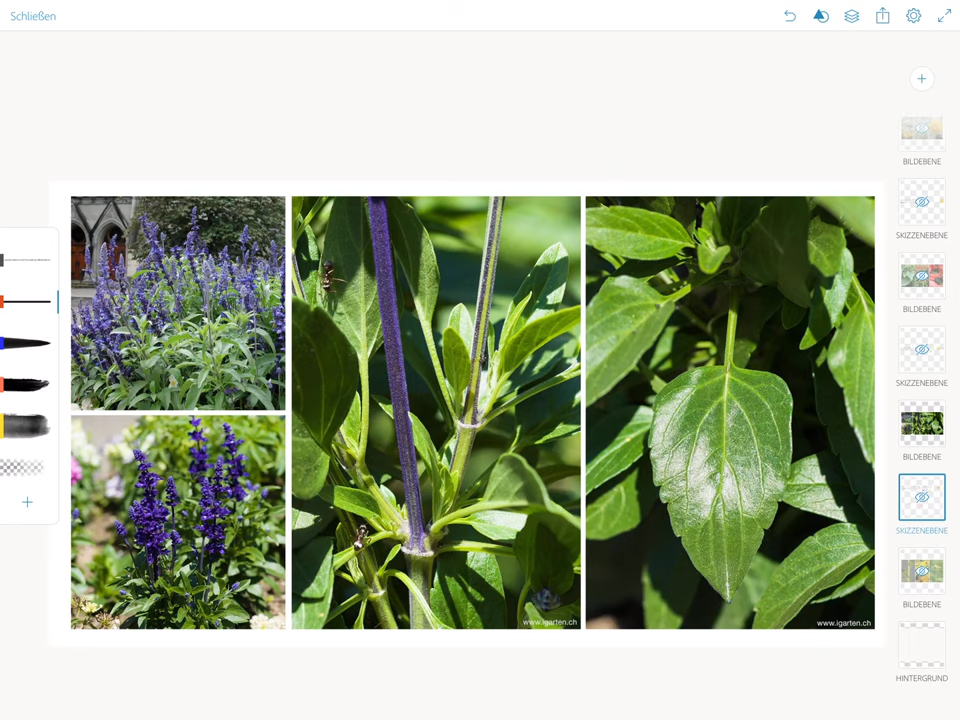 Schließen
BILDEBENE
SKIZZENEBENE
BILDEBENE
SKIZZENEBENE
BILDEBENE
SKIZZENEBENE
BILDEBENE
HINTERGRUND
www.igarten.ch
www.igarten.ch